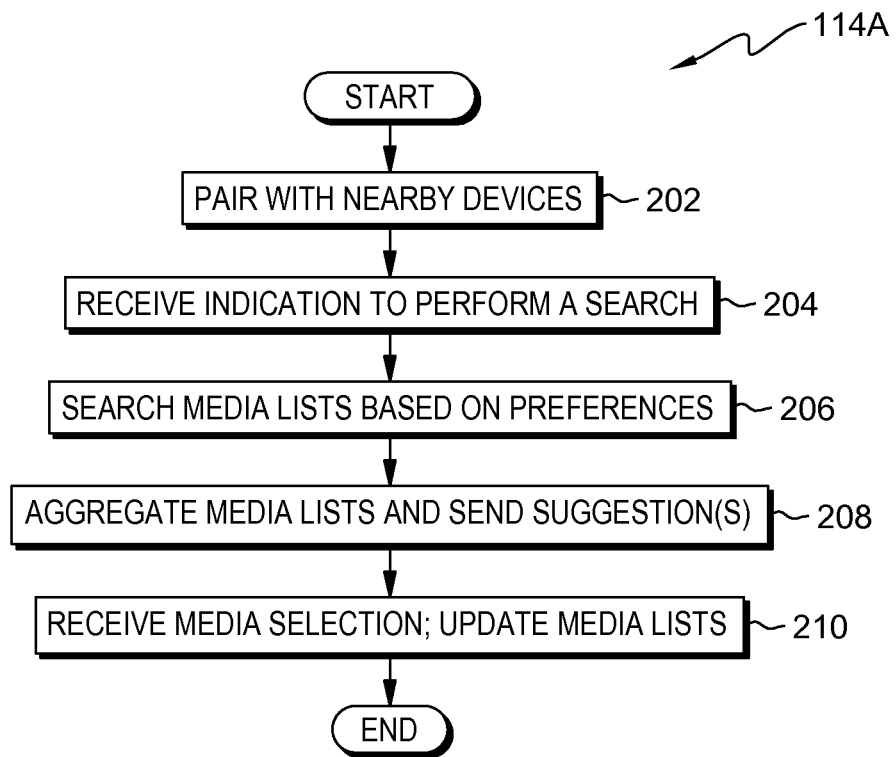 114A
START
PAIR WITH NEARBY DEVICES
202
RECEIVE INDICATION TO PERFORM A SEARCH
204
SEARCH MEDIA LISTS BASED ON PREFERENCES
206
AGGREGATE MEDIA LISTS AND SEND SUGGESTION(S)
208
RECEIVE MEDIA SELECTION; UPDATE MEDIA LISTS
210
END